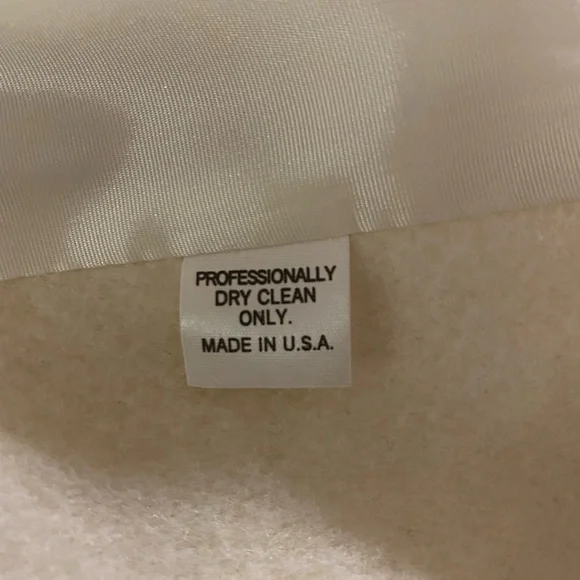 PROFESSIONALLY
DRY CLEAN
ONLY.
MADE IN U.S.A.